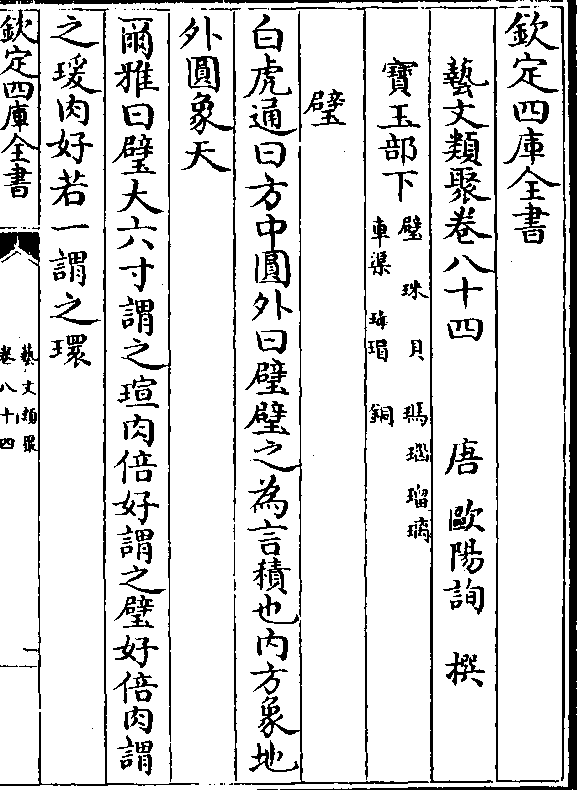 欽定四庫全書
藝文類聚卷八十四
唐 歐陽詢 撰
寶玉部下
璧 珠 貝 瑪瑙 瑠璃
車渠 瑇瑁 銅
璧
白虎通曰方中圓外曰璧璧之為言積也内方象地
外圓象天
爾雅曰璧大六寸謂之瑄肉倍好謂之璧好倍肉謂
之瑗肉好若一謂之環
欽定四庫全書
藝文類聚
卷八十四
一